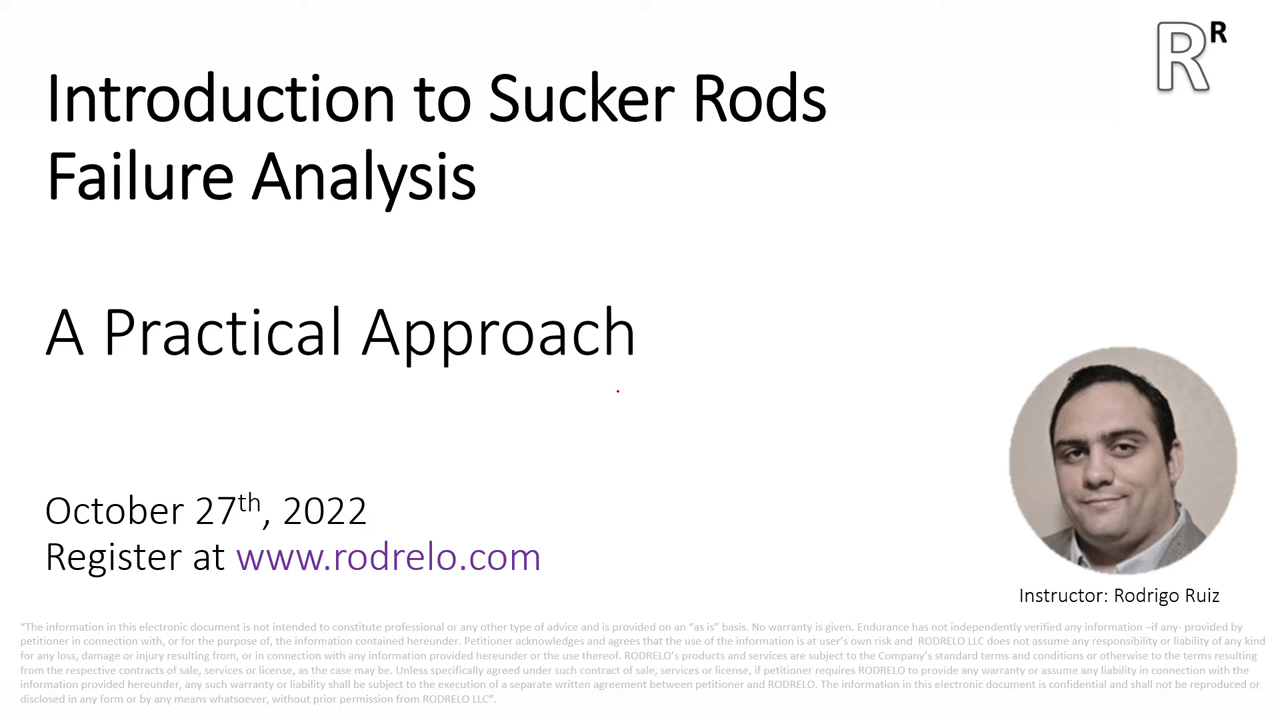 R R
Introduction to Sucker Rods
Failure Analysis
A Practical Approach
October 27th, 2022
Register at www.rodrelo.com
Instructor: Rodrigo Ruiz
“The information in this electronic document is not intended to constitute professional or any other type of advice and is provided on an “as is” basis. No warranty is given. Endurance has not independently verified any information –if any- provided by
petitioner in connection with, or for the purpose of, the information contained hereunder. Petitioner acknowledges and agrees that the use of the information is at user’s own risk and RODRELO LLC does not assume any responsibility or liability of any kind
for any loss, damage or injury resulting from, or in connection with any information provided hereunder or the use thereof. RODRELO’s products and services are subject to the Company’s standard terms and conditions or otherwise to the terms resulting
from the respective contracts of sale, services or license, as the case may be. Unless specifically agreed under such contract of sale, services or license, if petitioner requires RODRELO to provide any warranty or assume any liability in connection with the
information provided hereunder, any such warranty or liability shall be subject to the execution of a separate written agreement between petitioner and RODRELO. The information in this electronic document is confidential and shall not be reproduced or
disclosed in any form or by any means whatsoever, without prior permission from RODRELO LLC”.